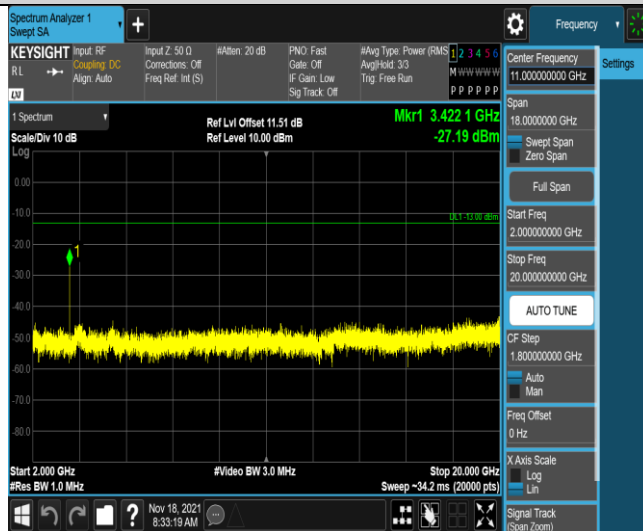 Spectrum Analyzer 1
Swept SA
Frequency
KEYSIGHT
RL
LXI
Input: RF
Coupling: DC
Align: Auto
Input Z: 50 Ω
Corrections: Off
Freq Ref: Int (S)
#Atten: 20 dB
PNO: Fast
Gate: Off
IF Gain: Low
Sig Track: Off
#Avg Type: Power (RMS
Avg|Hold: 3/3
Trig: Free Run
1 2 3 4 5 6
M W W W W W
P P P P P P
Center Frequency
11.000000000 GHz
Settings
Span
18.0000000 GHz
Swept Span
Zero Span
Full Span
Start Freq
2.000000000 GHz
Stop Freq
20.000000000 GHz
AUTO TUNE
CF Step
1.800000000 GHz
Auto
Man
Freq Offset
0 Hz
X Axis Scale
Log
Lin
Signal Track
(Span Zoom)
1 Spectrum
Scale/Div 10 dB
Log
Ref Lvl Offset 11.51 dB
Ref Level 10.00 dBm
Mkr1 3.422 1 GHz
-27.19 dBm
0.00
-10.0
DL1 -13.00 dBm
-20.0
1
-30.0
-40.0
-50.0
-60.0
-70.0
-80.0
Start 2.000 GHz
#Res BW 1.0 MHz
#Video BW 3.0 MHz
Stop 20.000 GHz
Sweep ~34.2 ms (20000 pts)
?
Nov 18, 2021
8:33:19 AM